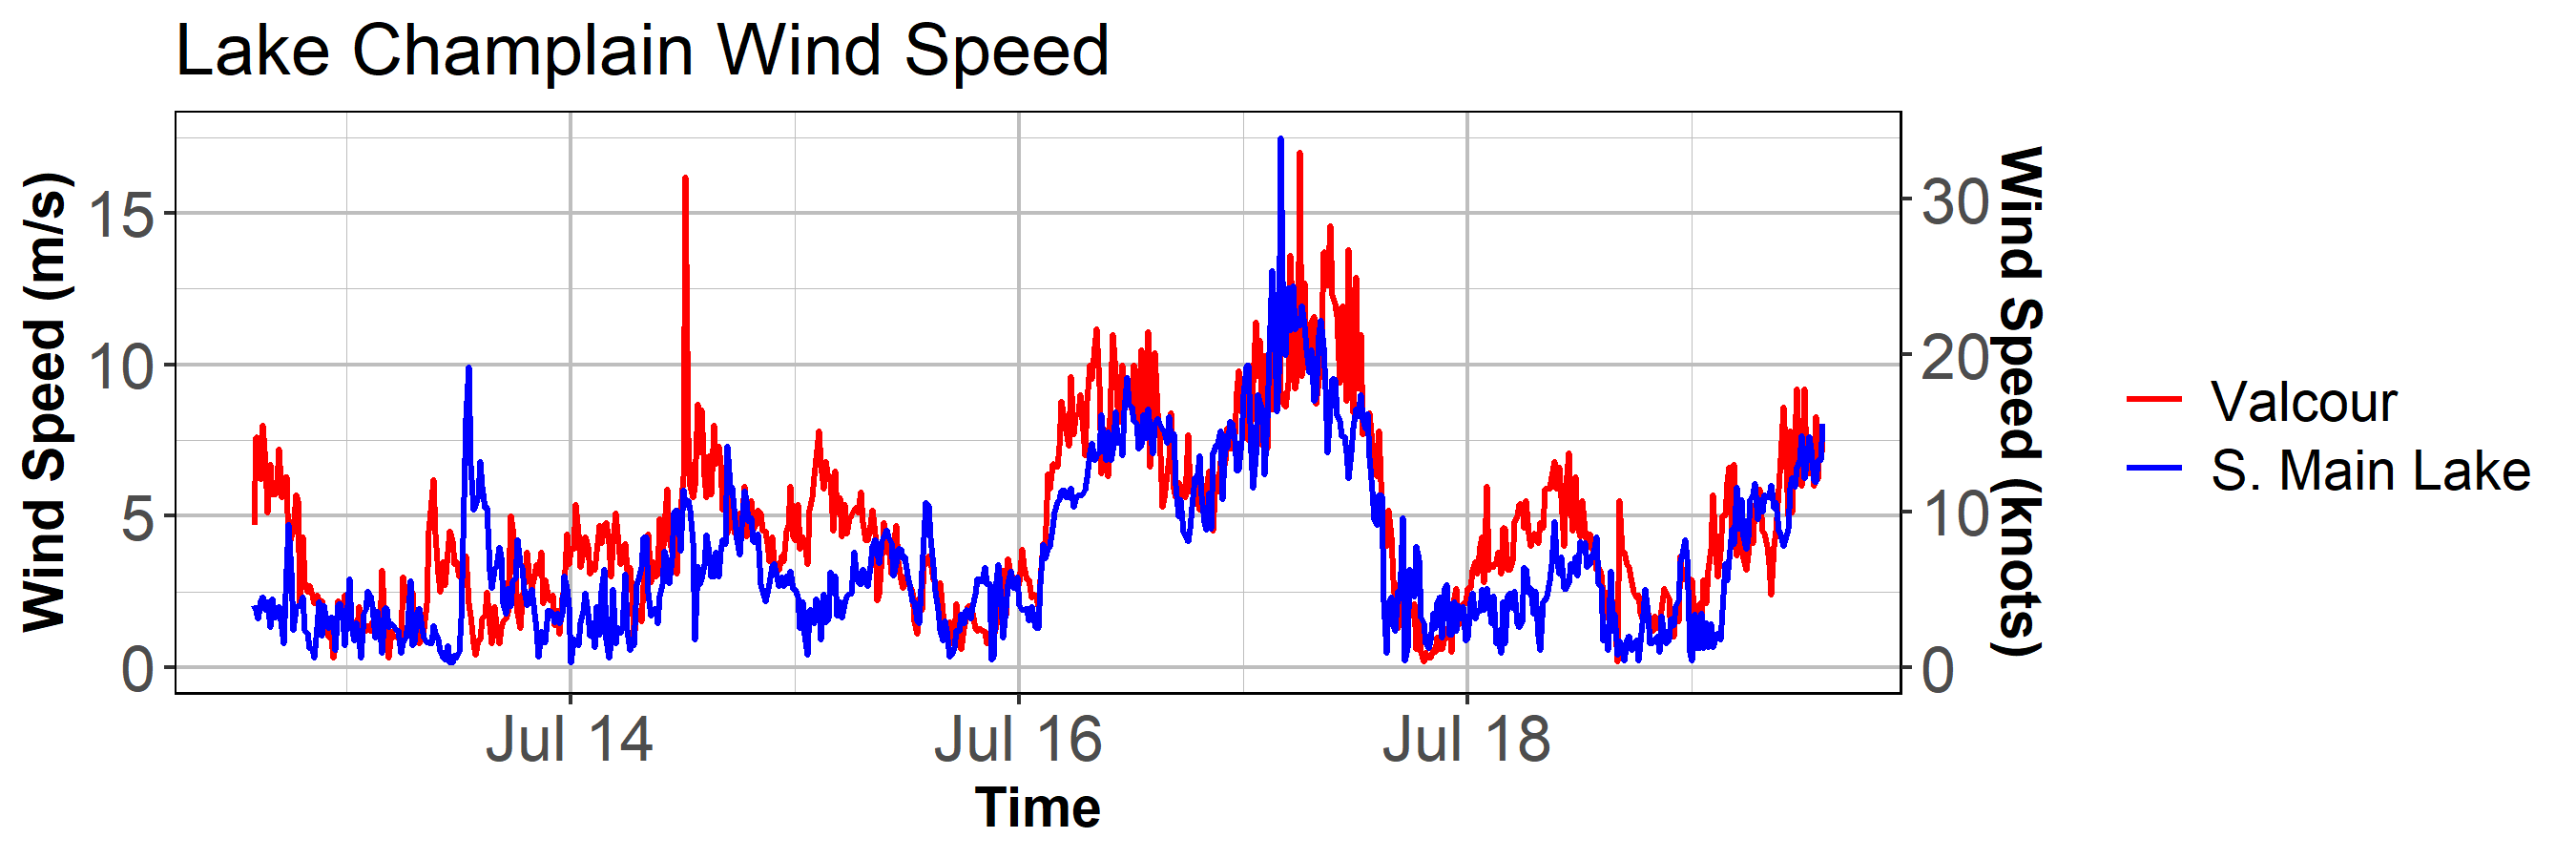 Lake Champlain Wind Speed
Wind Speed (m/s)
15
10
5
0
30
20
10
0
Wind Speed (knots)
Jul 14
Jul 16
Jul 18
Time
Valcour
S. Main Lake